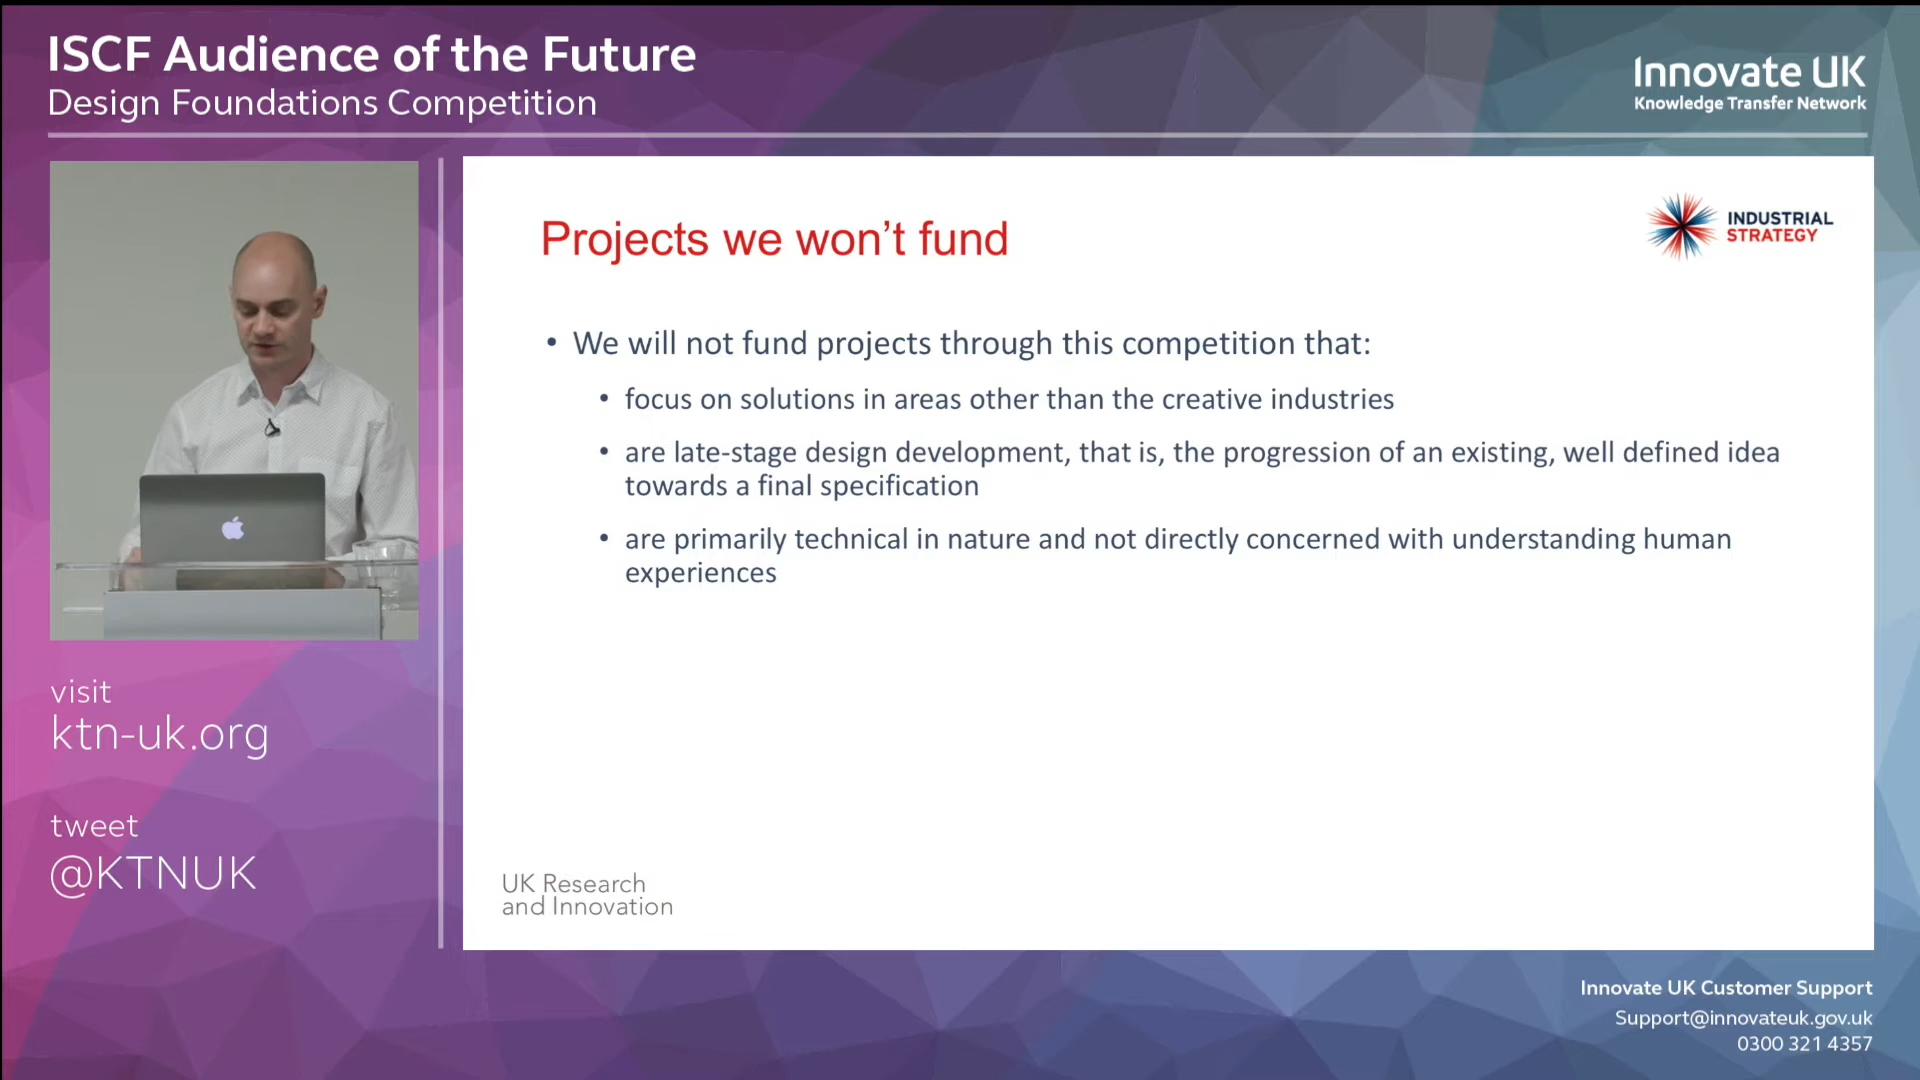 ISCF Audience of the Future
Design Foundations Competition
Innovate UK
Knowledge Transfer Network
Projects we won’t fund
INDUSTRIAL
STRATEGY
• We will not fund projects through this competition that:
• focus on solutions in areas other than the creative industries
• are late-stage design development, that is, the progression of an existing, well defined idea
towards a final specification
• are primarily technical in nature and not directly concerned with understanding human
experiences
UK Research
and Innovation
visit
ktn-uk.org
tweet
@KTNUK
Innovate UK Customer Support
Support@innovateuk.gov.uk
0300 321 4357